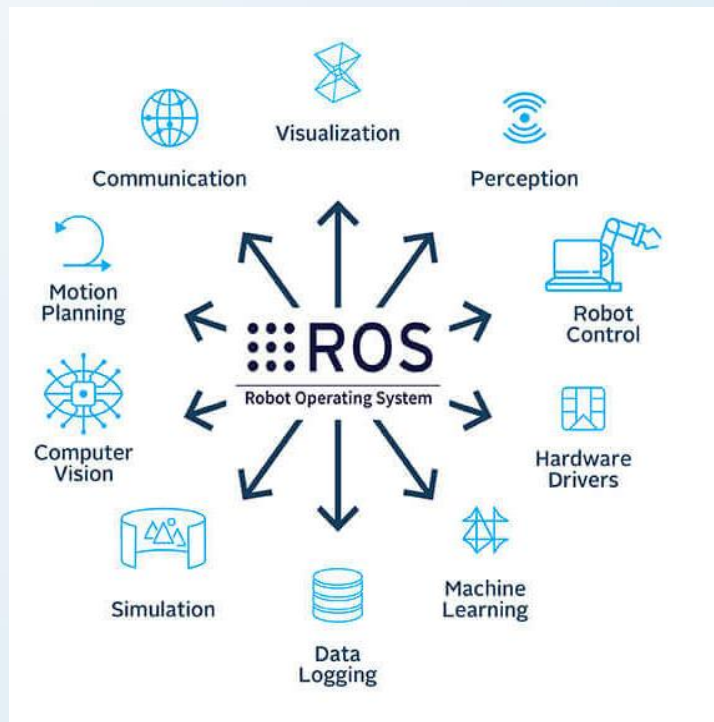 Visualization
Communication
Perception
Motion
Planning
Robot
Control
ROS
Robot Operating System
Computer
Vision
Hardware
Drivers
Simulation
Machine
Learning
Data
Logging